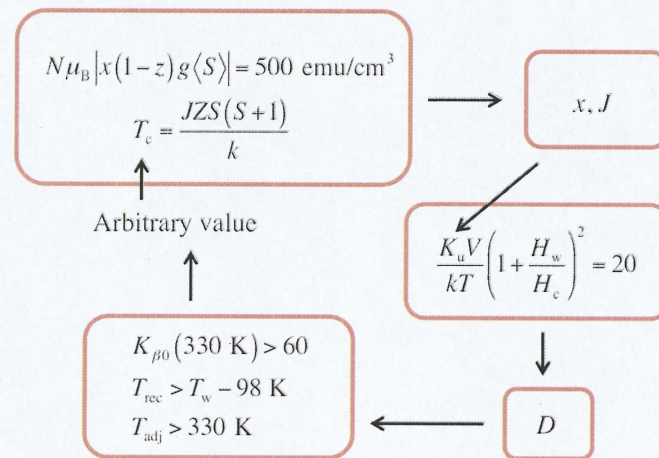 Nμ_B|x(1−z)g⟨S⟩| = 500 emu/cm³
T_c = JZS(S+1)/k
x, J
Arbitrary value
K_uV/kT (1 + H_w/H_c)² = 20
K_β0(330 K) > 60
T_rec > T_w − 98 K
T_adj > 330 K
D